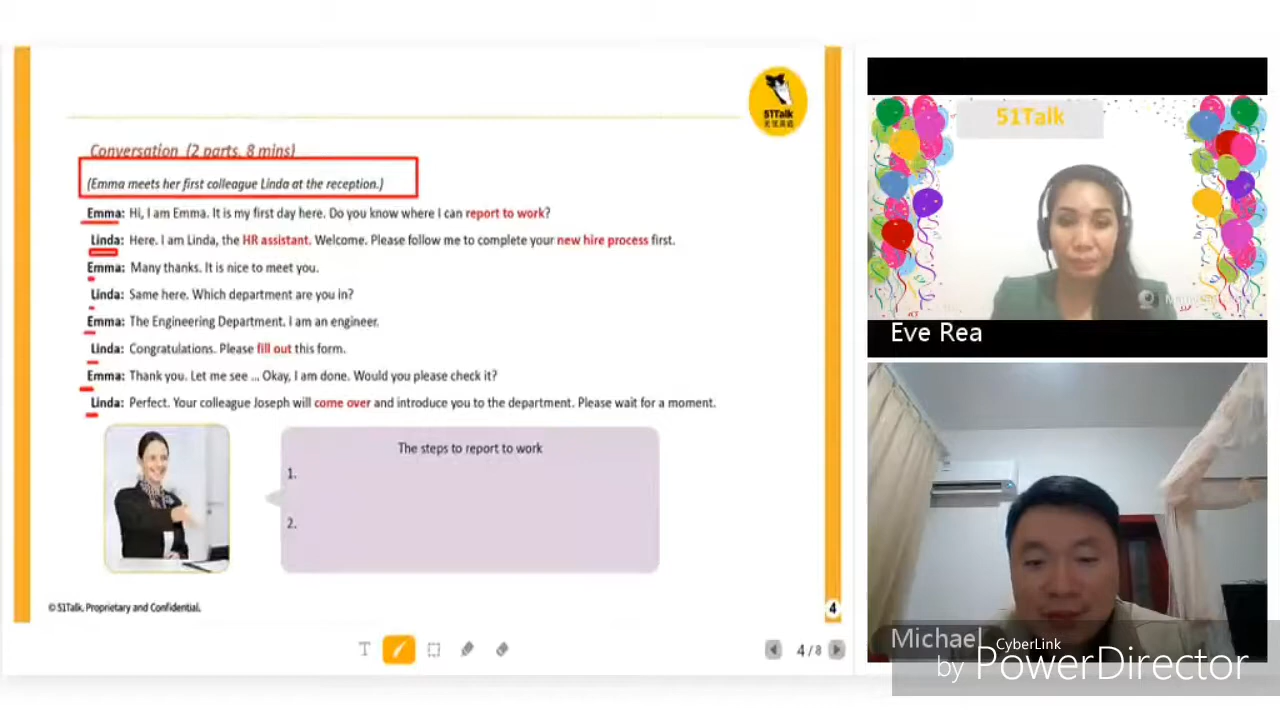 51Talk
Conversation (2 parts, 8 mins)
(Emma meets her first colleague Linda at the reception.)
Emma: Hi, I am Emma. It is my first day here. Do you know where I can report to work?
Linda: Here. I am Linda, the HR assistant. Welcome. Please follow me to complete your new hire process first.
Emma: Many thanks. It is nice to meet you.
Linda: Same here. Which department are you in?
Emma: The Engineering Department. I am an engineer.
Linda: Congratulations. Please fill out this form.
Emma: Thank you. Let me see ... Okay, I am done. Would you please check it?
Linda: Perfect. Your colleague Joseph will come over and introduce you to the department. Please wait for a moment.
The steps to report to work
1.
2.
© 51Talk. Proprietary and Confidential.
4
T
4/8
51Talk
Eve Rea
Michael
CyberLink
by PowerDirector